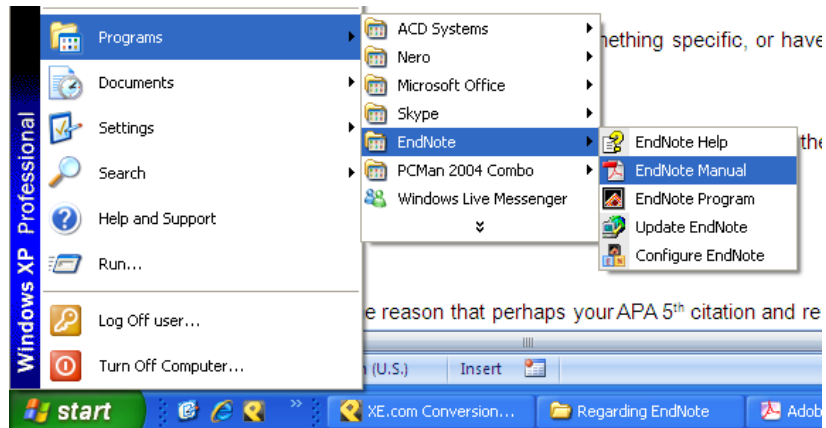 Windows XP Professional
Programs
Documents
Settings
Search
Help and Support
Run...
Log Off user...
Turn Off Computer...
ACD Systems
Nero
Microsoft Office
Skype
EndNote
PCMan 2004 Combo
Windows Live Messenger
EndNote Help
EndNote Manual
EndNote Program
Update EndNote
Configure EndNote
specific, or have
the
reason that perhaps your APA 5th citation and re
(U.S.) Insert
start XE.com Conversion... Regarding EndNote Adob